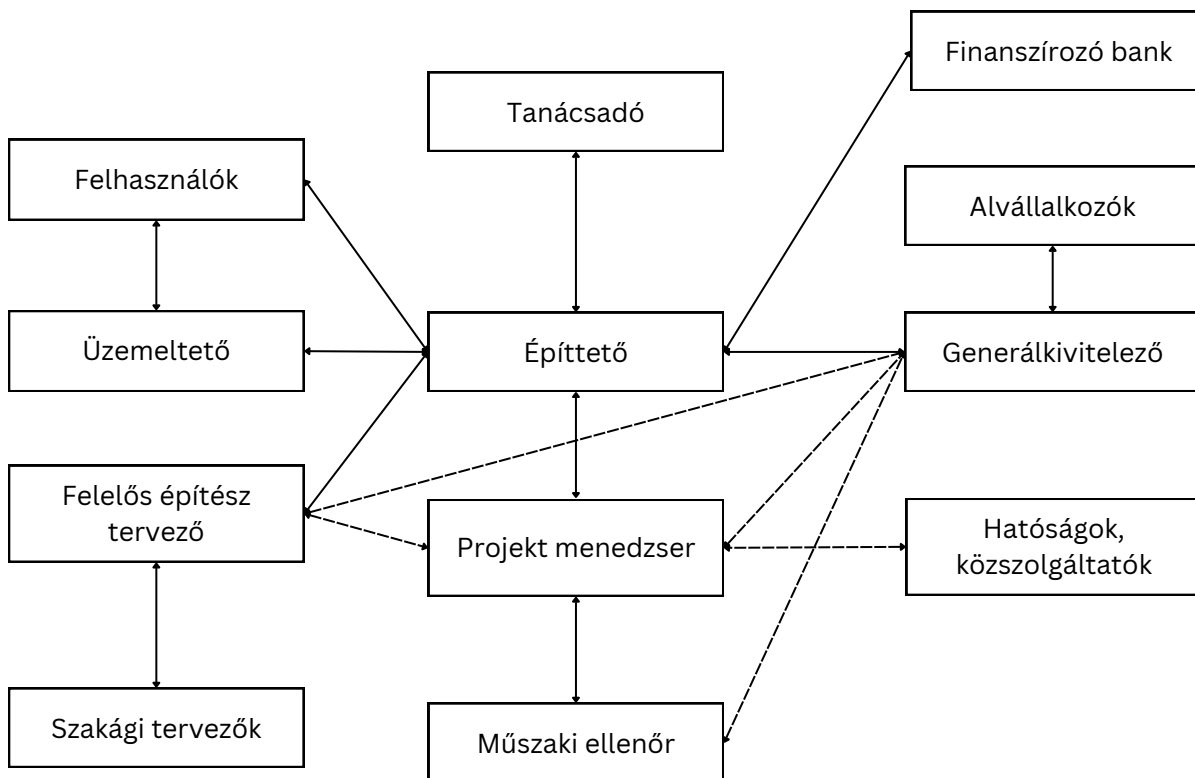 Finanszírozó bank
Tanácsadó
Felhasználók
Alvállalkozók
Üzemeltető
Építtető
Generálkivitelező
Felelős építész
tervező
Projekt menedzser
Hatóságok,
közszolgáltatók
Szakági tervezők
Műszaki ellenőr